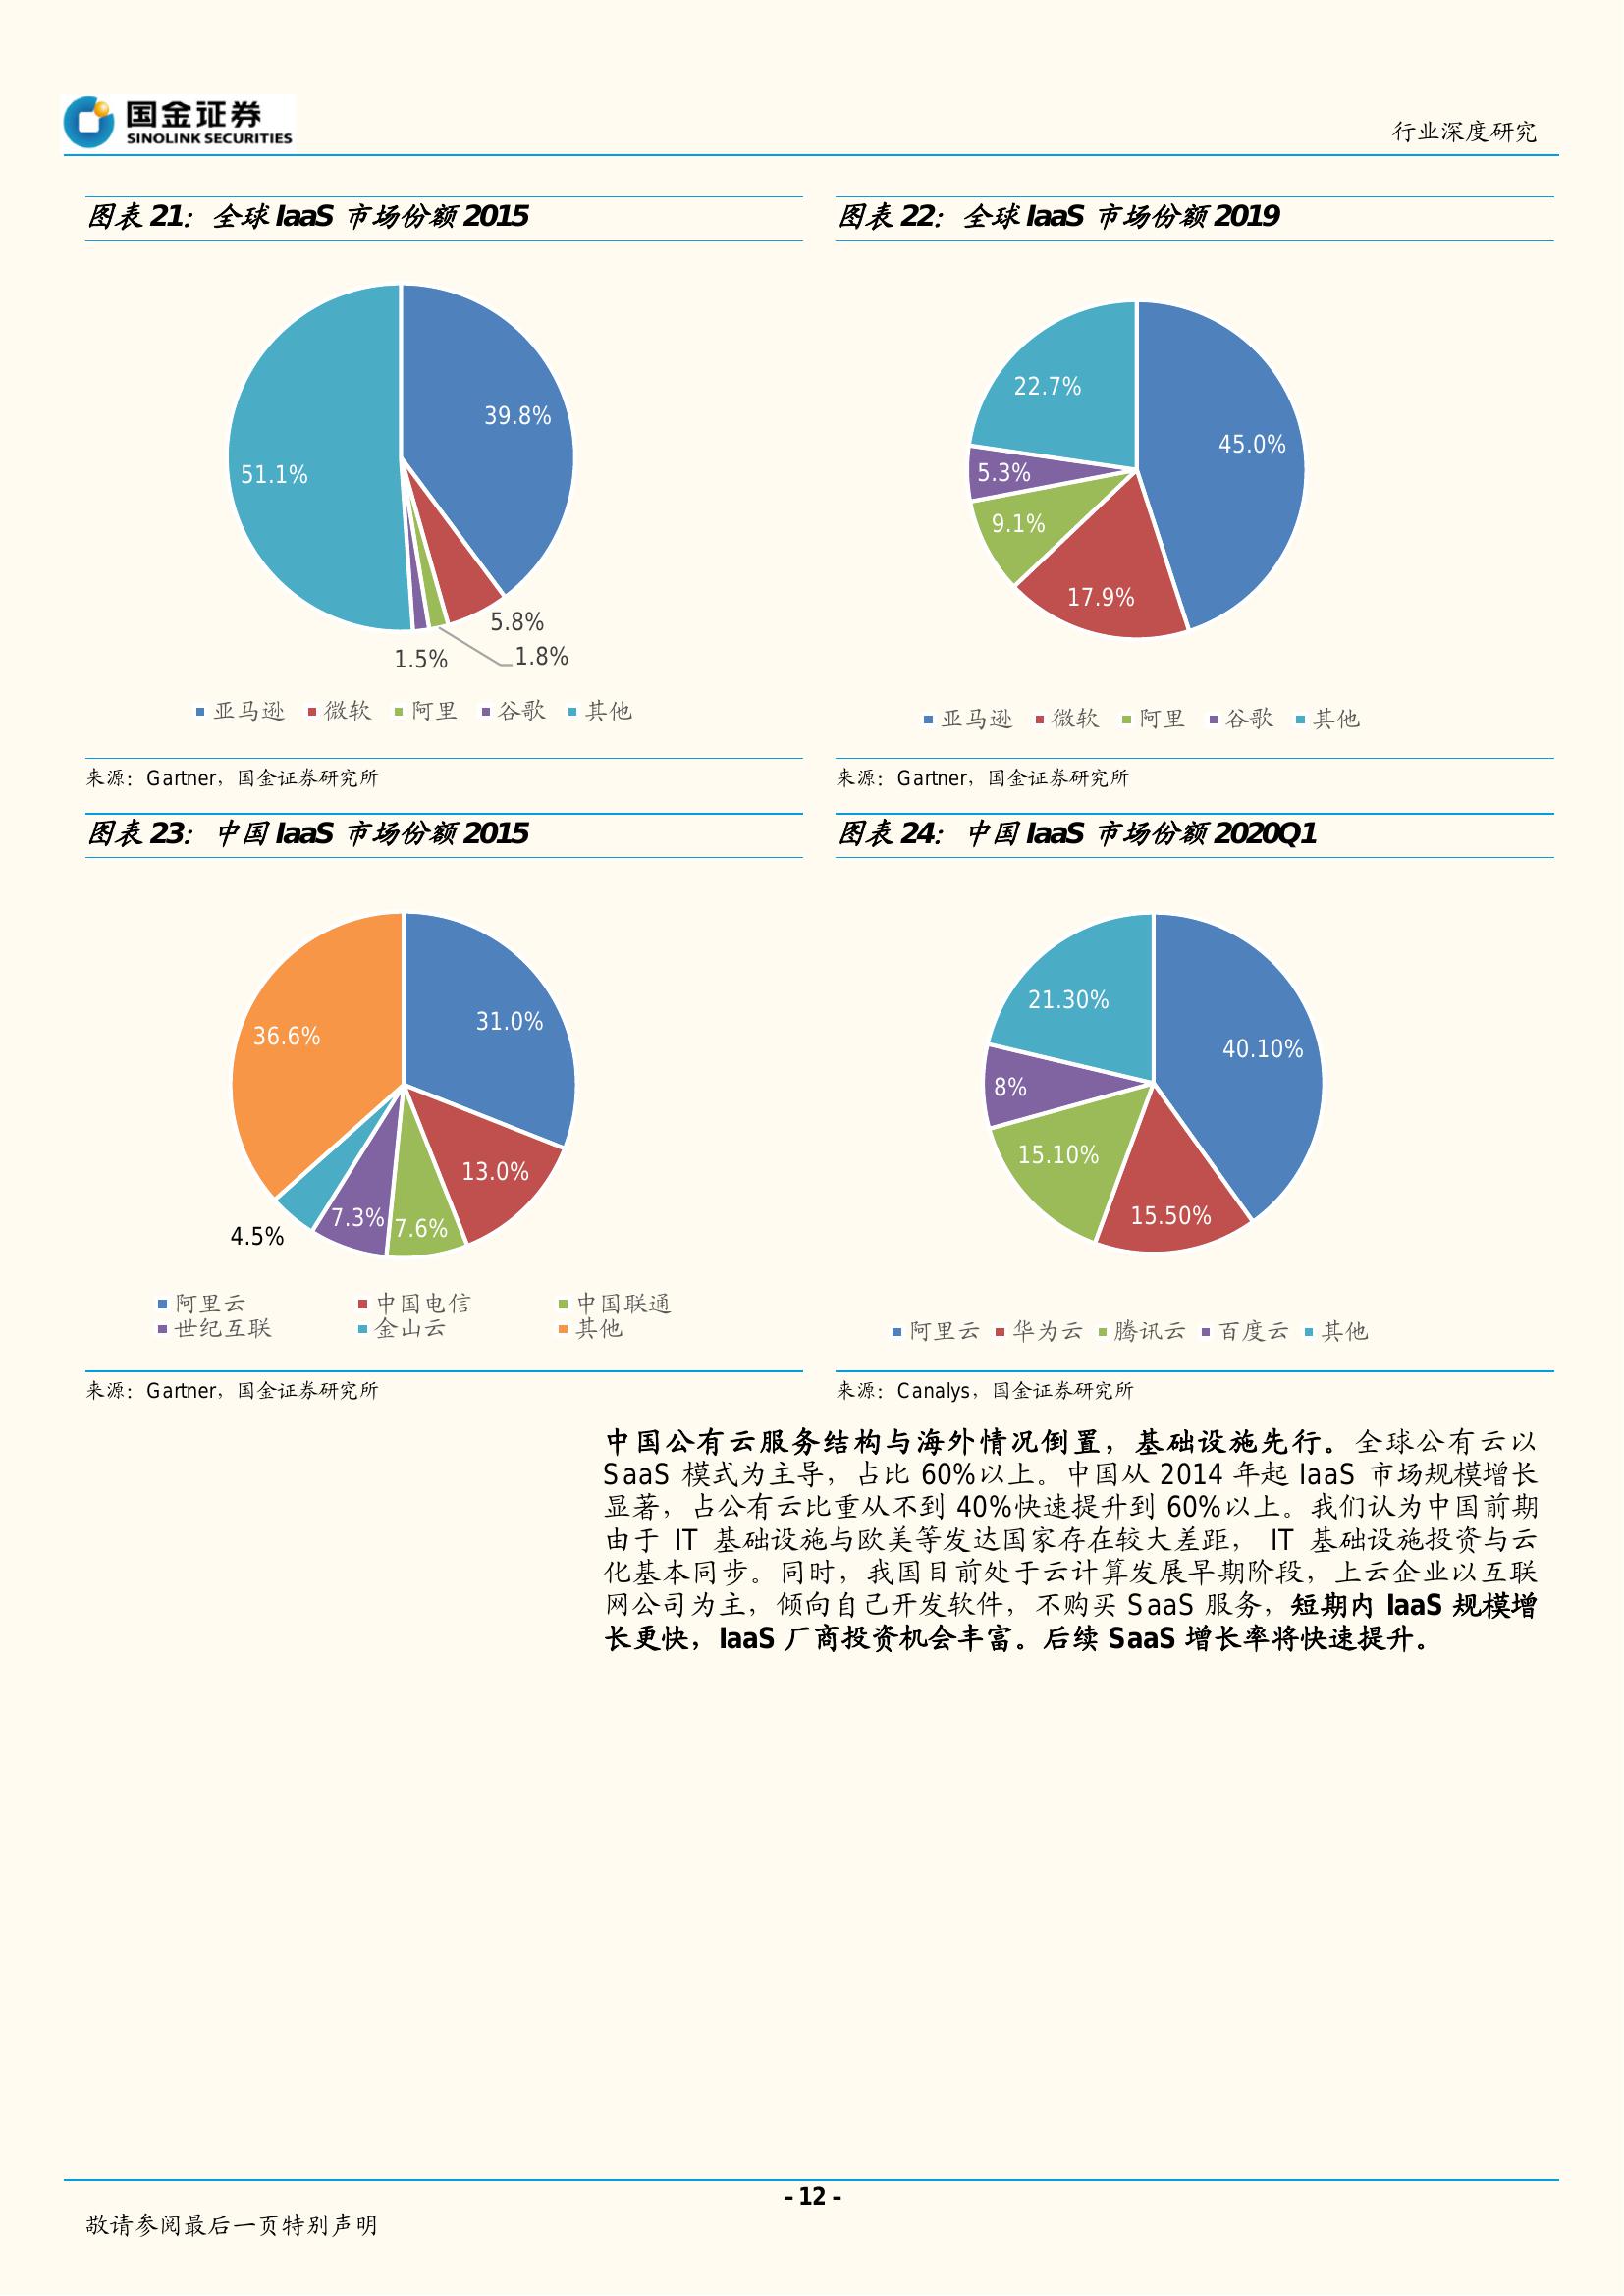 国金证券
SINOLINK SECURITIES
行业深度研究
图表 21：全球 IaaS 市场份额 2015
39.8%
51.1%
5.8%
1.8%
1.5%
亚马逊 微软 阿里 谷歌 其他
来源：Gartner，国金证券研究所
图表 22：全球 IaaS 市场份额 2019
22.7%
45.0%
5.3%
9.1%
17.9%
亚马逊 微软 阿里 谷歌 其他
来源：Gartner，国金证券研究所
图表 23：中国 IaaS 市场份额 2015
31.0%
36.6%
13.0%
7.3%
7.6%
4.5%
阿里云 中国电信 中国联通
世纪互联 金山云 其他
来源：Gartner，国金证券研究所
图表 24：中国 IaaS 市场份额 2020Q1
21.30%
40.10%
8%
15.10%
15.50%
阿里云 华为云 腾讯云 百度云 其他
来源：Canalys，国金证券研究所
中国公有云服务结构与海外情况倒置，基础设施先行。全球公有云以
SaaS 模式为主导，占比 60%以上。中国从 2014 年起 IaaS 市场规模增长
显著，占公有云比重从不到 40%快速提升到 60%以上。我们认为中国前期
由于 IT 基础设施与欧美等发达国家存在较大差距， IT 基础设施投资与云
化基本同步。同时，我国目前处于云计算发展早期阶段，上云企业以互联
网公司为主，倾向自己开发软件，不购买 SaaS 服务，短期内 IaaS 规模增
长更快，IaaS 厂商投资机会丰富。后续 SaaS 增长率将快速提升。
- 12 -
敬请参阅最后一页特别声明